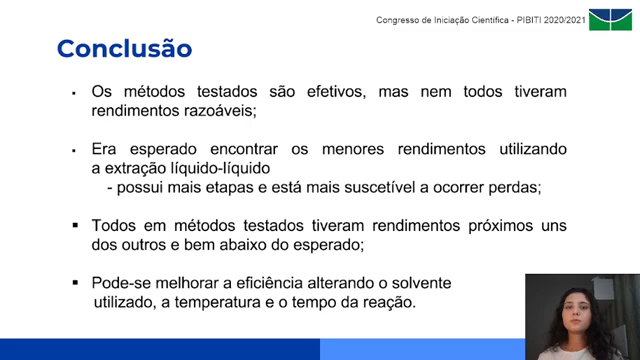 Congresso de Iniciação Científica - PIBITI 2020/2021
Conclusão
▪ Os métodos testados são efetivos, mas nem todos tiveram
rendimentos razoáveis;
▪ Era esperado encontrar os menores rendimentos utilizando
a extração líquido-líquido
- possui mais etapas e está mais suscetível a ocorrer perdas;
▪ Todos em métodos testados tiveram rendimentos próximos uns
dos outros e bem abaixo do esperado;
▪ Pode-se melhorar a eficiência alterando o solvente
utilizado, a temperatura e o tempo da reação.